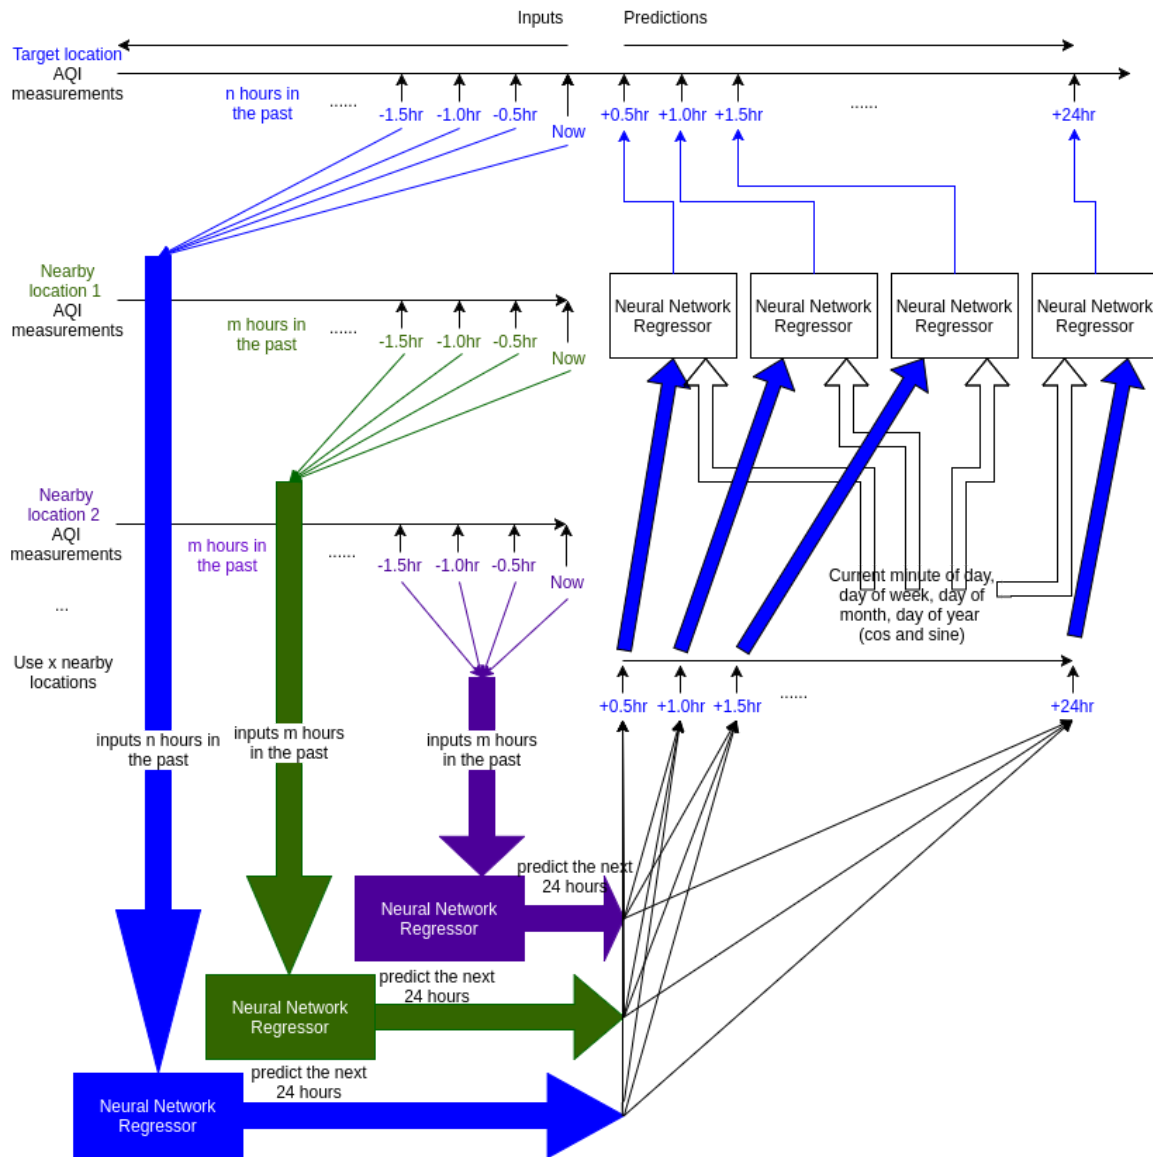 Inputs
Predictions
Target location
AQI
measurements
n hours in
the past
......
-1.5hr
-1.0hr
-0.5hr
Now
+0.5hr
+1.0hr
+1.5hr
......
+24hr
Nearby
location 1
AQI
measurements
m hours in
the past
......
-1.5hr
-1.0hr
-0.5hr
Now
Neural Network
Regressor
Neural Network
Regressor
Neural Network
Regressor
Neural Network
Regressor
Nearby
location 2
AQI
measurements
m hours in
the past
......
-1.5hr
-1.0hr
-0.5hr
Now
...
Use x nearby
locations
Current minute of day,
day of week, day of
month, day of year
(cos and sine)
+0.5hr
+1.0hr
+1.5hr
......
+24hr
inputs n hours in
the past
inputs m hours
in the past
inputs m hours
in the past
predict the next
24 hours
Neural Network
Regressor
predict the next
24 hours
Neural Network
Regressor
predict the next
24 hours
Neural Network
Regressor